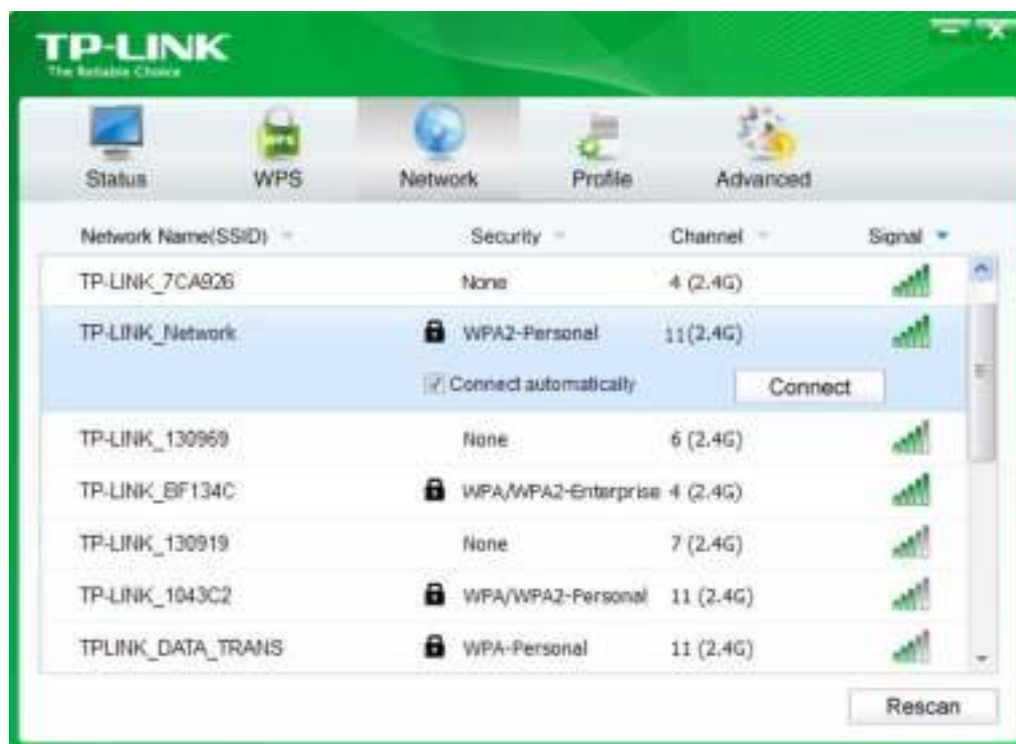 TP-LINK
The Reliable Choice
Status WPS Network Profile Advanced
Network Name(SSID) Security Channel Signal
TP-LINK_7CA926 None 4 (2.4G)
TP-LINK_Network WPA2-Personal 11(2.4G)
Connect automatically Connect
TP-LINK_130969 None 6 (2.4G)
TP-LINK_BF134C WPA/WPA2-Enterprise 4 (2.4G)
TP-LINK_130919 None 7 (2.4G)
TP-LINK_1043C2 WPA/WPA2-Personal 11 (2.4G)
TPLINK_DATA_TRANS WPA-Personal 11 (2.4G)
Rescan